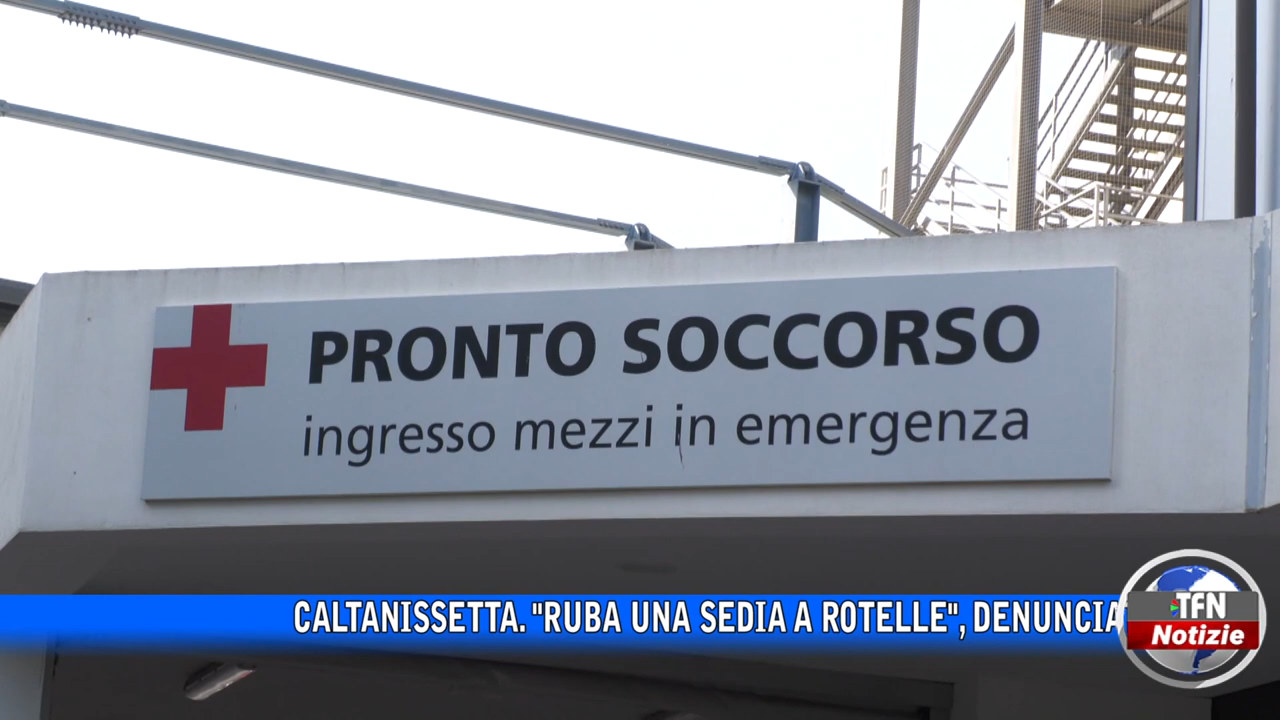 PRONTO SOCCORSO
ingresso mezzi in emergenza
CALTANISSETTA. "RUBA UNA SEDIA A ROTELLE", DENUNCIA
TFN
Notizie